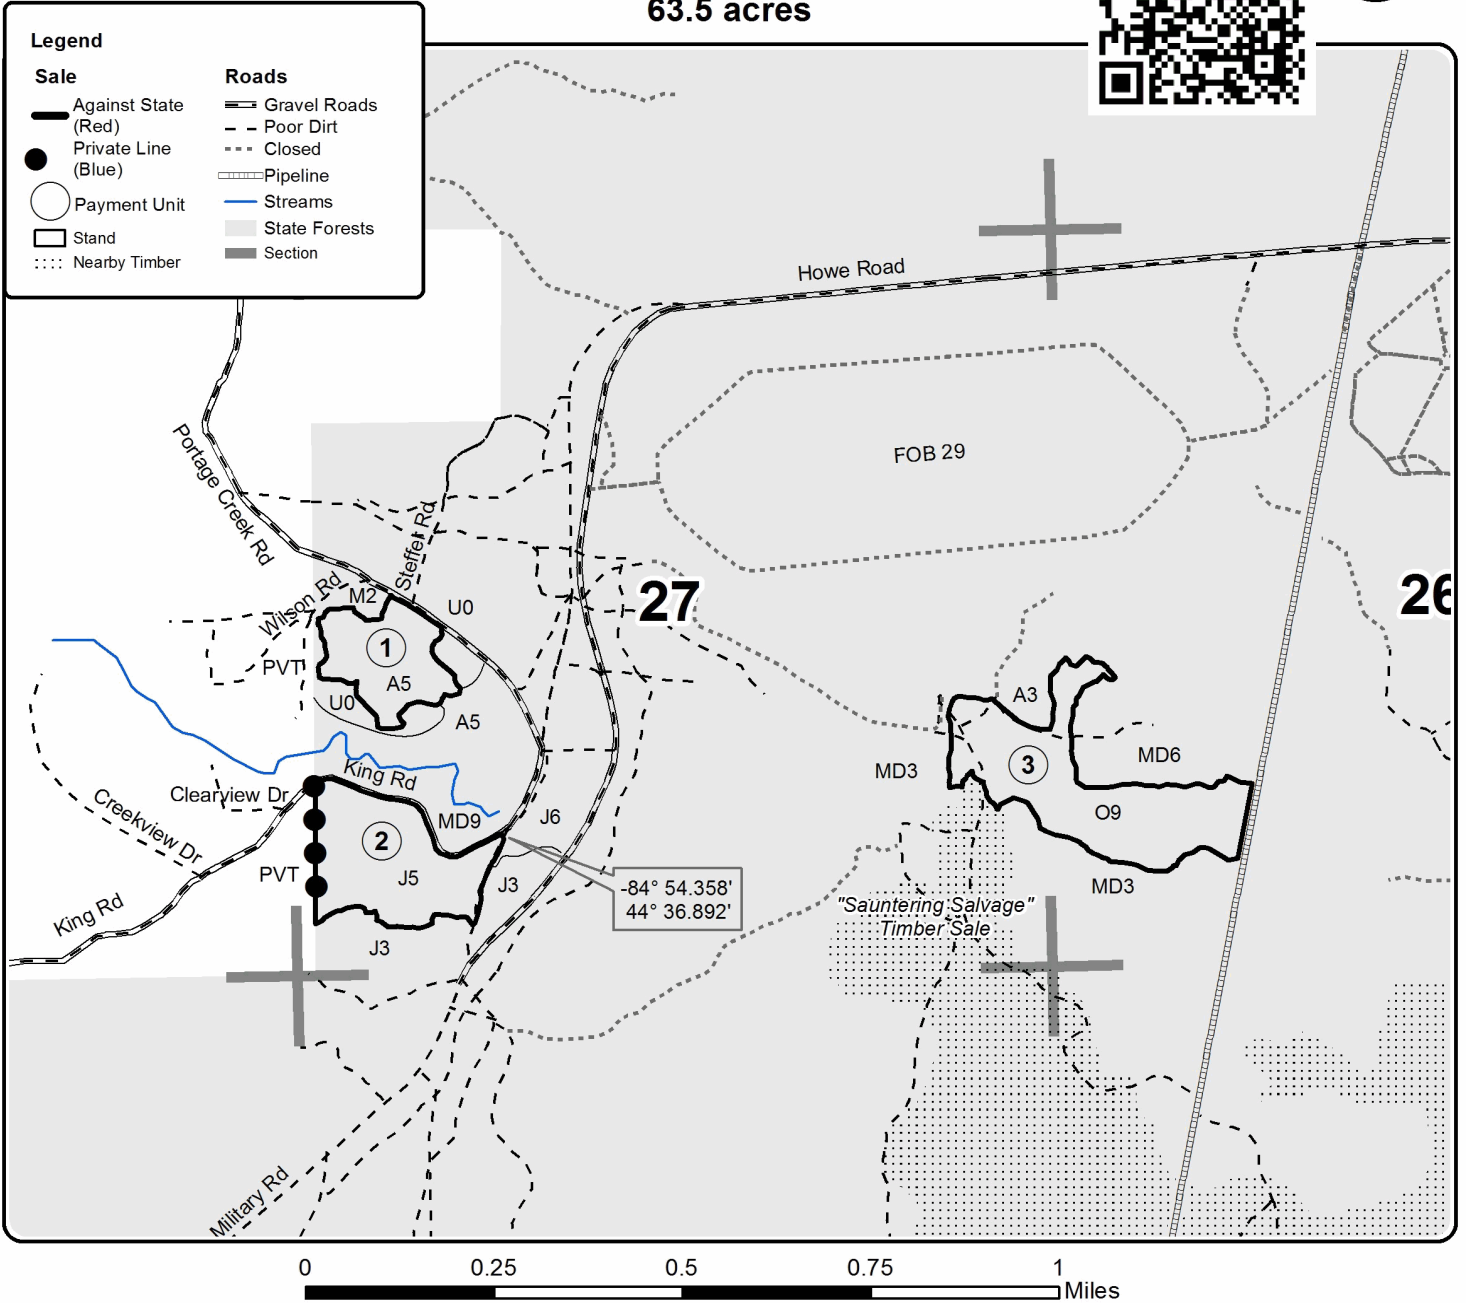 63.5 acres
Legend
Sale
Against State
(Red)
Private Line
(Blue)
Payment Unit
Stand
Nearby Timber
Roads
Gravel Roads
Poor Dirt
Closed
Pipeline
Streams
State Forests
Section
Howe Road
Portage Creek Rd
FOB 29
Steffer Rd
Wilson Rd
M2
U0
27
26
1
PVT
A5
U0
A5
A3
MD3
3
MD6
King Rd
Clearview Dr
Creekview Dr
MD9
J6
O9
2
PVT
J5
J3
-84° 54.358'
44° 36.892'
MD3
King Rd
"Sauntering Salvage"
Timber Sale
J3
Military Rd
0
0.25
0.5
0.75
1
Miles